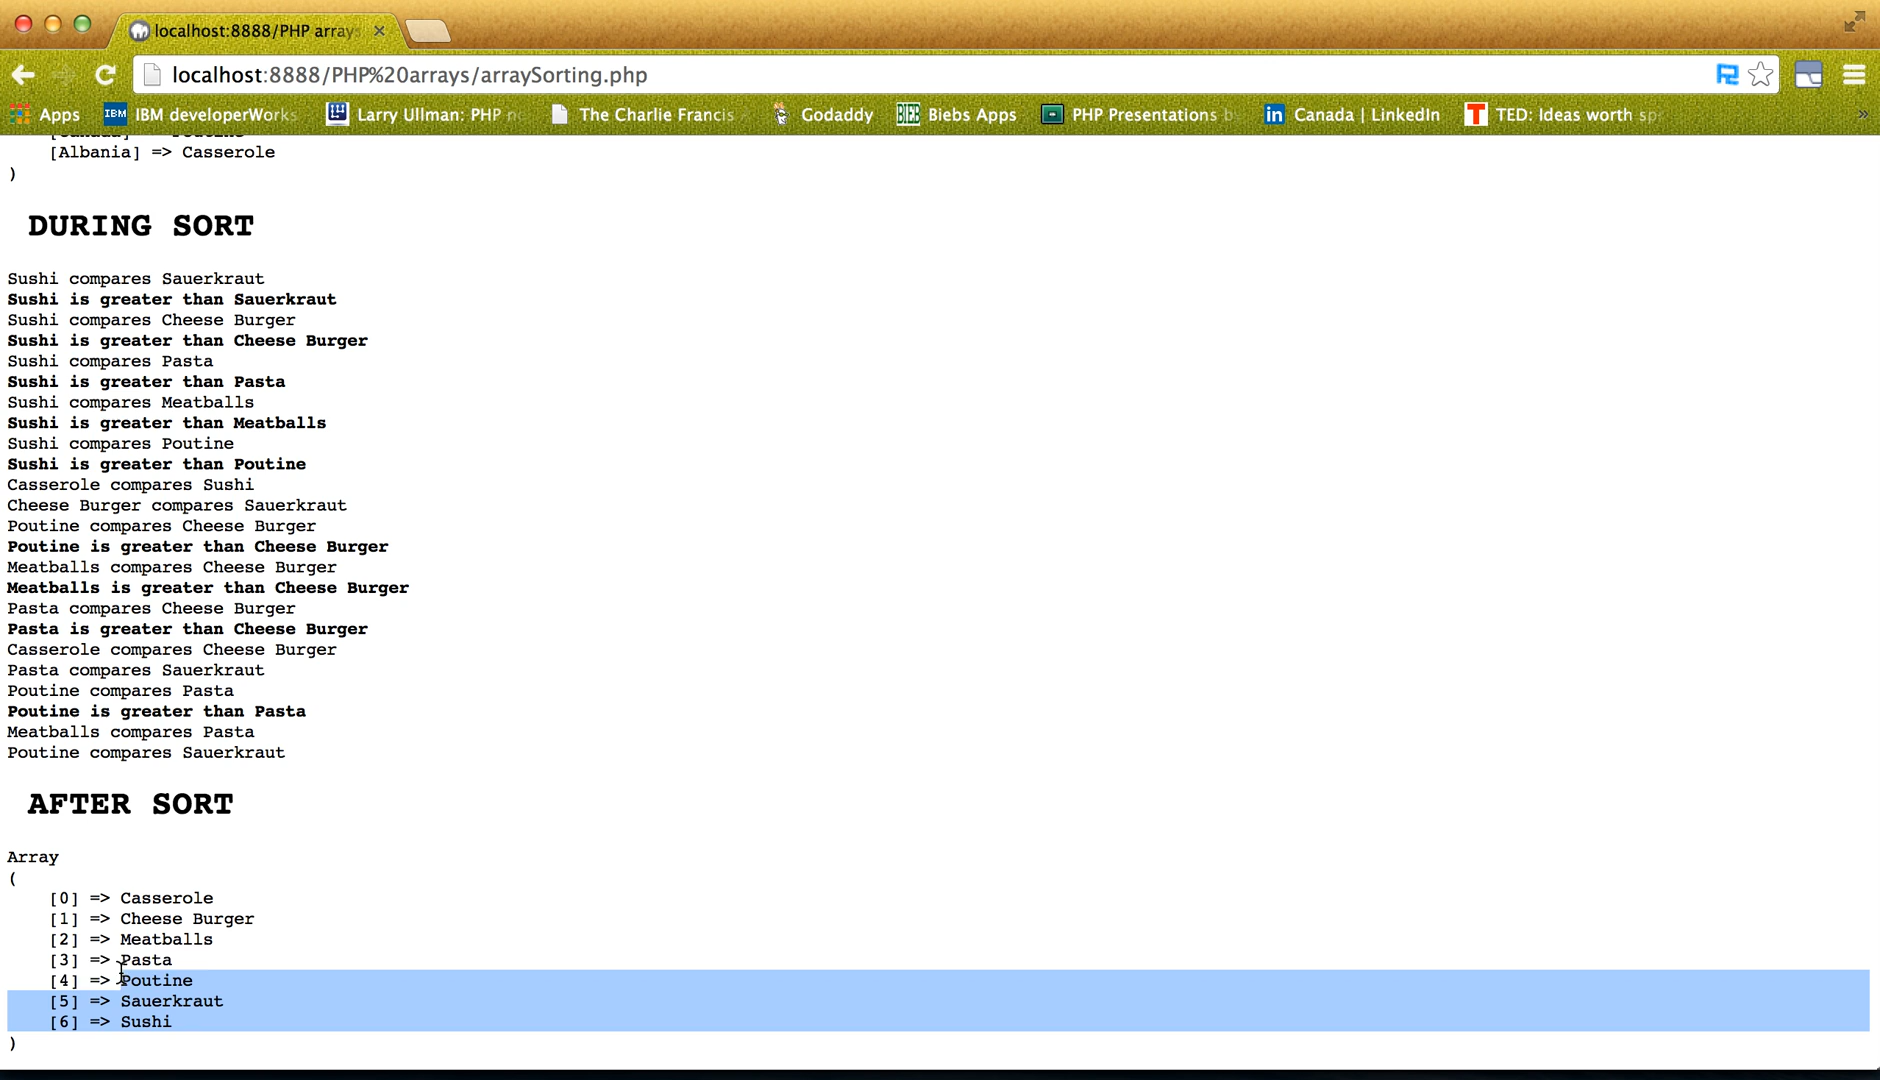 localhost:8888/PHP arrays
localhost:8888/PHP%20arrays/arraySorting.php
Apps IBM developerWorks Larry Ullman: PHP The Charlie Francis Godaddy Biebs Apps PHP Presentations Canada | LinkedIn TED: Ideas worth
[Canada] => Poutine
[Albania] => Casserole
)
DURING SORT
Sushi compares Sauerkraut
Sushi is greater than Sauerkraut
Sushi compares Cheese Burger
Sushi is greater than Cheese Burger
Sushi compares Pasta
Sushi is greater than Pasta
Sushi compares Meatballs
Sushi is greater than Meatballs
Sushi compares Poutine
Sushi is greater than Poutine
Casserole compares Sushi
Cheese Burger compares Sauerkraut
Poutine compares Cheese Burger
Poutine is greater than Cheese Burger
Meatballs compares Cheese Burger
Meatballs is greater than Cheese Burger
Pasta compares Cheese Burger
Pasta is greater than Cheese Burger
Casserole compares Cheese Burger
Pasta compares Sauerkraut
Poutine compares Pasta
Poutine is greater than Pasta
Meatballs compares Pasta
Poutine compares Sauerkraut
AFTER SORT
Array
(
[0] => Casserole
[1] => Cheese Burger
[2] => Meatballs
[3] => Pasta
[4] => Poutine
[5] => Sauerkraut
[6] => Sushi
)